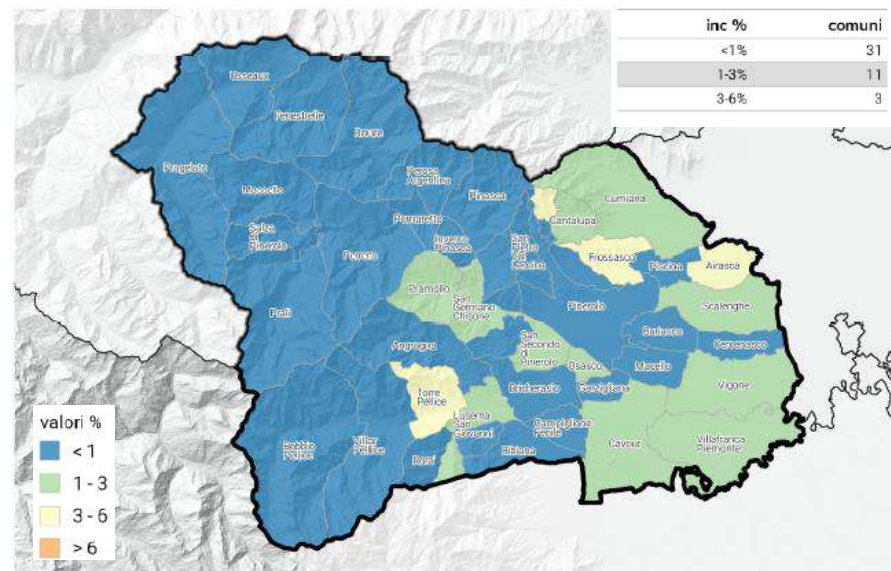 inc % comuni
<1% 31
1-3% 11
3-6% 3
Usseaux
Fenestrelle
Roure
Pragelato
Perosa
Argentina
Massello
Pinasca
Cantalupa
Cumiana
Salza
di
Pinerolo
Pomaretto
Inverso
Pinasca
San
Pietro
Val
Lemina
Frossasco
Piscina
Airasca
Perrero
Pramollo
San
Germano
Chisone
Pinerolo
Scalenghe
Prali
Buriasco
Cercenasco
Angrogna
San
Secondo
di
Pinerolo
Osasco
Macello
Vigone
Torre
Pellice
Bricherasio
Garzigliana
Luserna
San
Giovanni
Campiglione
Fenile
Cavour
Villafranca
Piemonte
Bobbio
Pellice
Villar
Pellice
Rora'
Bibiana
valori %
< 1
1 - 3
3 - 6
> 6